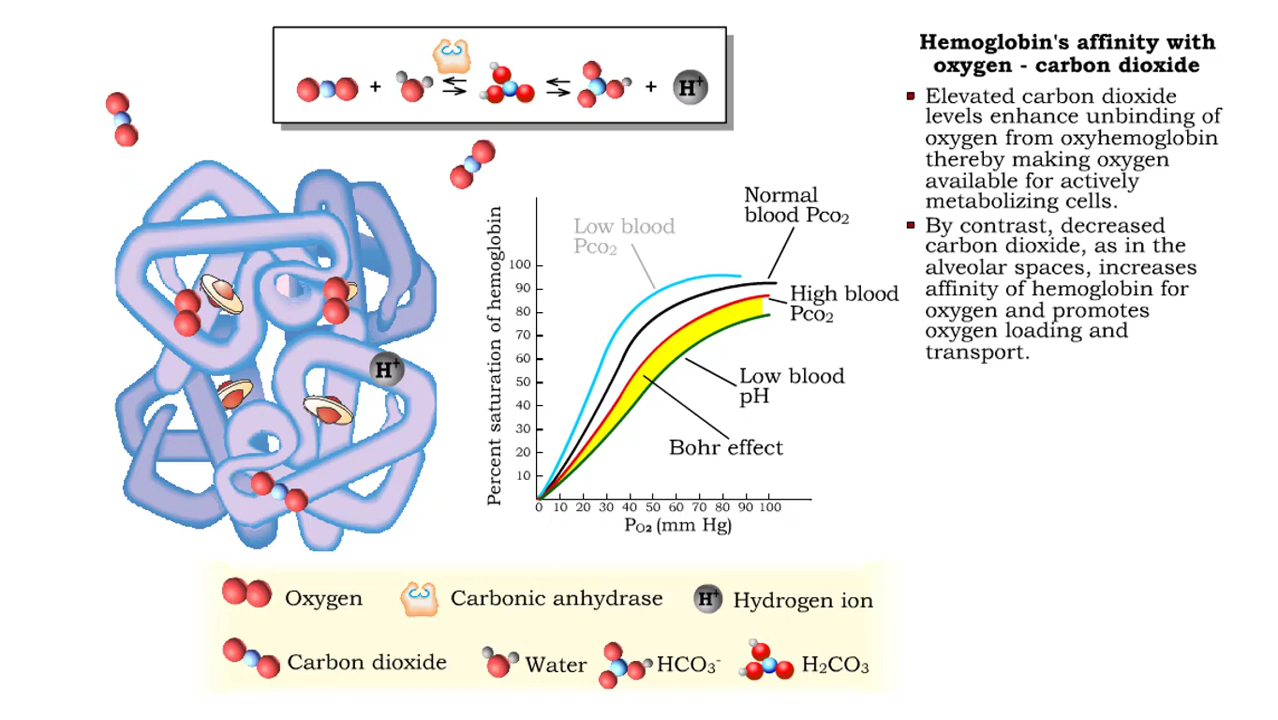 + ⇌ ⇌ + H⁺
Hemoglobin's affinity with
oxygen - carbon dioxide
Elevated carbon dioxide
levels enhance unbinding of
oxygen from oxyhemoglobin
thereby making oxygen
available for actively
metabolizing cells.
By contrast, decreased
carbon dioxide, as in the
alveolar spaces, increases
affinity of hemoglobin for
oxygen and promotes
oxygen loading and
transport.
H⁺
Percent saturation of hemoglobin
100
90
80
70
60
50
40
30
20
10
0 10 20 30 40 50 60 70 80 90 100
Po₂ (mm Hg)
Low blood
Pco₂
Normal
blood Pco₂
High blood
Pco₂
Low blood
pH
Bohr effect
Oxygen
Carbonic anhydrase
H⁺ Hydrogen ion
Carbon dioxide
Water
HCO₃⁻
H₂CO₃